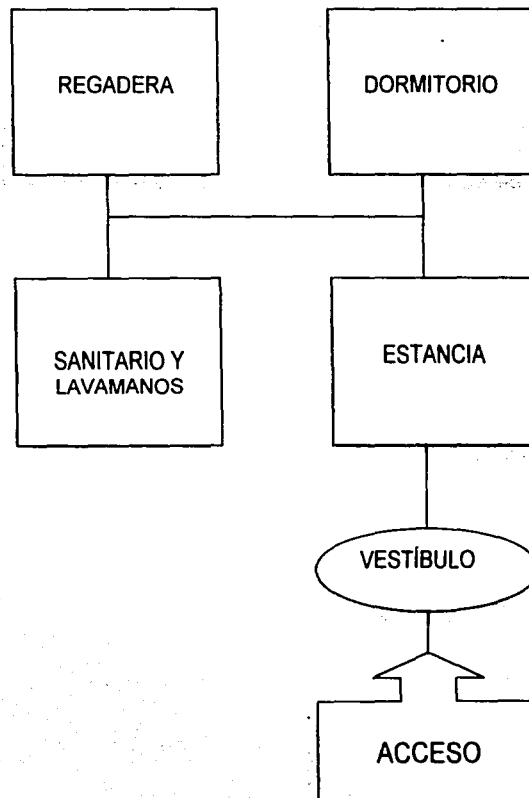 REGADERA
DORMITORIO
SANITARIO Y
LAVAMANOS
ESTANCIA
VESTÍBULO
ACCESO